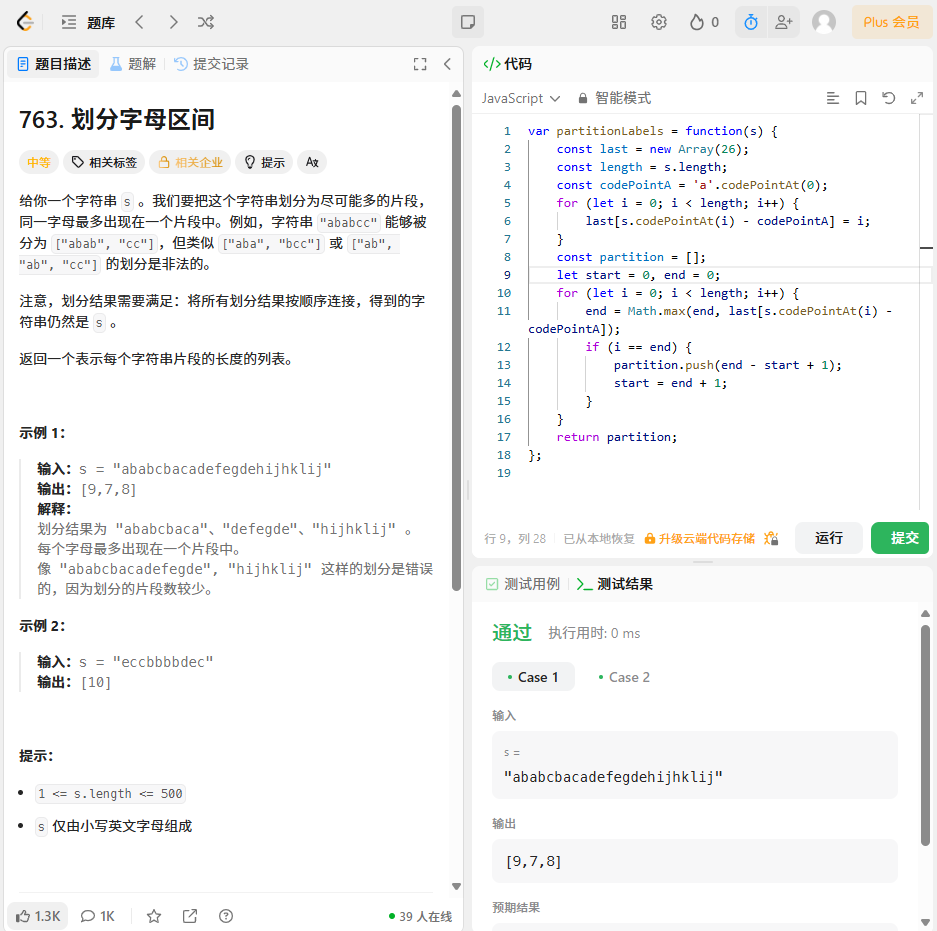 题库
0
Plus 会员
题目描述
题解
提交记录
763. 划分字母区间
中等
相关标签
相关企业
提示
给你一个字符串 s 。我们要把这个字符串划分为尽可能多的片段，
同一字母最多出现在一个片段中。例如，字符串 "ababcc" 能够被
分为 ["abab", "cc"]，但类似 ["aba", "bcc"] 或 ["ab",
"ab", "cc"] 的划分是非法的。
注意，划分结果需要满足：将所有划分结果按顺序连接，得到的字
符串仍然是 s 。
返回一个表示每个字符串片段的长度的列表。
示例 1：
输入：s = "ababcbacadefegdehijhklij"
输出：[9,7,8]
解释：
划分结果为 "ababcbaca"、"defegde"、"hijhklij" 。
每个字母最多出现在一个片段中。
像 "ababcbacadefegde", "hijhklij" 这样的划分是错误
的，因为划分的片段数较少。
示例 2：
输入：s = "eccbbbbdec"
输出：[10]
提示：
1 <= s.length <= 500
s 仅由小写英文字母组成
1.3K
1K
39 人在线
</> 代码
JavaScript
智能模式
1 var partitionLabels = function(s) {
2 const last = new Array(26);
3 const length = s.length;
4 const codePointA = 'a'.codePointAt(0);
5 for (let i = 0; i < length; i++) {
6 last[s.codePointAt(i) - codePointA] = i;
7 }
8 const partition = [];
9 let start = 0, end = 0;
10 for (let i = 0; i < length; i++) {
11 end = Math.max(end, last[s.codePointAt(i) -
codePointA]);
12 if (i == end) {
13 partition.push(end - start + 1);
14 start = end + 1;
15 }
16 }
17 return partition;
18 };
19
行 9，列 28
已从本地恢复
升级云端代码存储
运行
提交
测试用例
测试结果
通过
执行用时: 0 ms
Case 1
Case 2
输入
s =
"ababcbacadefegdehijhklij"
输出
[9,7,8]
预期结果